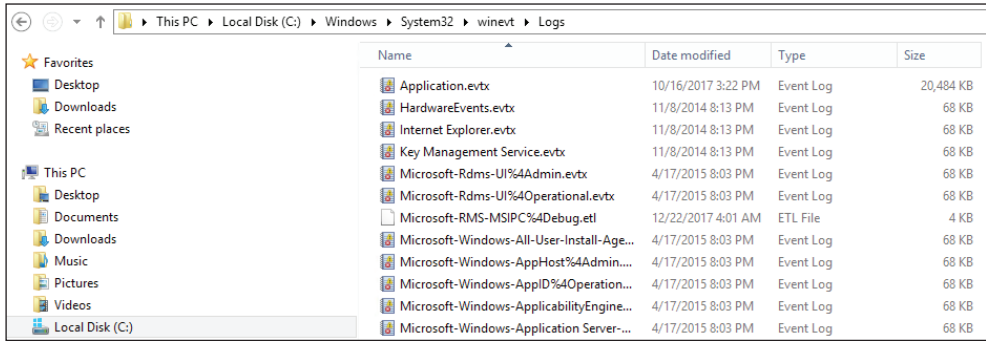 This PC ▸ Local Disk (C:) ▸ Windows ▸ System32 ▸ winevt ▸ Logs
Favorites
Desktop
Downloads
Recent places
This PC
Desktop
Documents
Downloads
Music
Pictures
Videos
Local Disk (C:)
Name Date modified Type Size
Application.evtx 10/16/2017 3:22 PM Event Log 20,484 KB
HardwareEvents.evtx 11/8/2014 8:13 PM Event Log 68 KB
Internet Explorer.evtx 11/8/2014 8:13 PM Event Log 68 KB
Key Management Service.evtx 11/8/2014 8:13 PM Event Log 68 KB
Microsoft-Rdms-UI%4Admin.evtx 4/17/2015 8:03 PM Event Log 68 KB
Microsoft-Rdms-UI%4Operational.evtx 4/17/2015 8:03 PM Event Log 68 KB
Microsoft-RMS-MSIPC%4Debug.etl 12/22/2017 4:01 AM ETL File 4 KB
Microsoft-Windows-All-User-Install-Age... 4/17/2015 8:03 PM Event Log 68 KB
Microsoft-Windows-AppHost%4Admin.... 4/17/2015 8:03 PM Event Log 68 KB
Microsoft-Windows-AppID%4Operation... 4/17/2015 8:03 PM Event Log 68 KB
Microsoft-Windows-ApplicabilityEngine... 4/17/2015 8:03 PM Event Log 68 KB
Microsoft-Windows-Application Server-... 4/17/2015 8:03 PM Event Log 68 KB